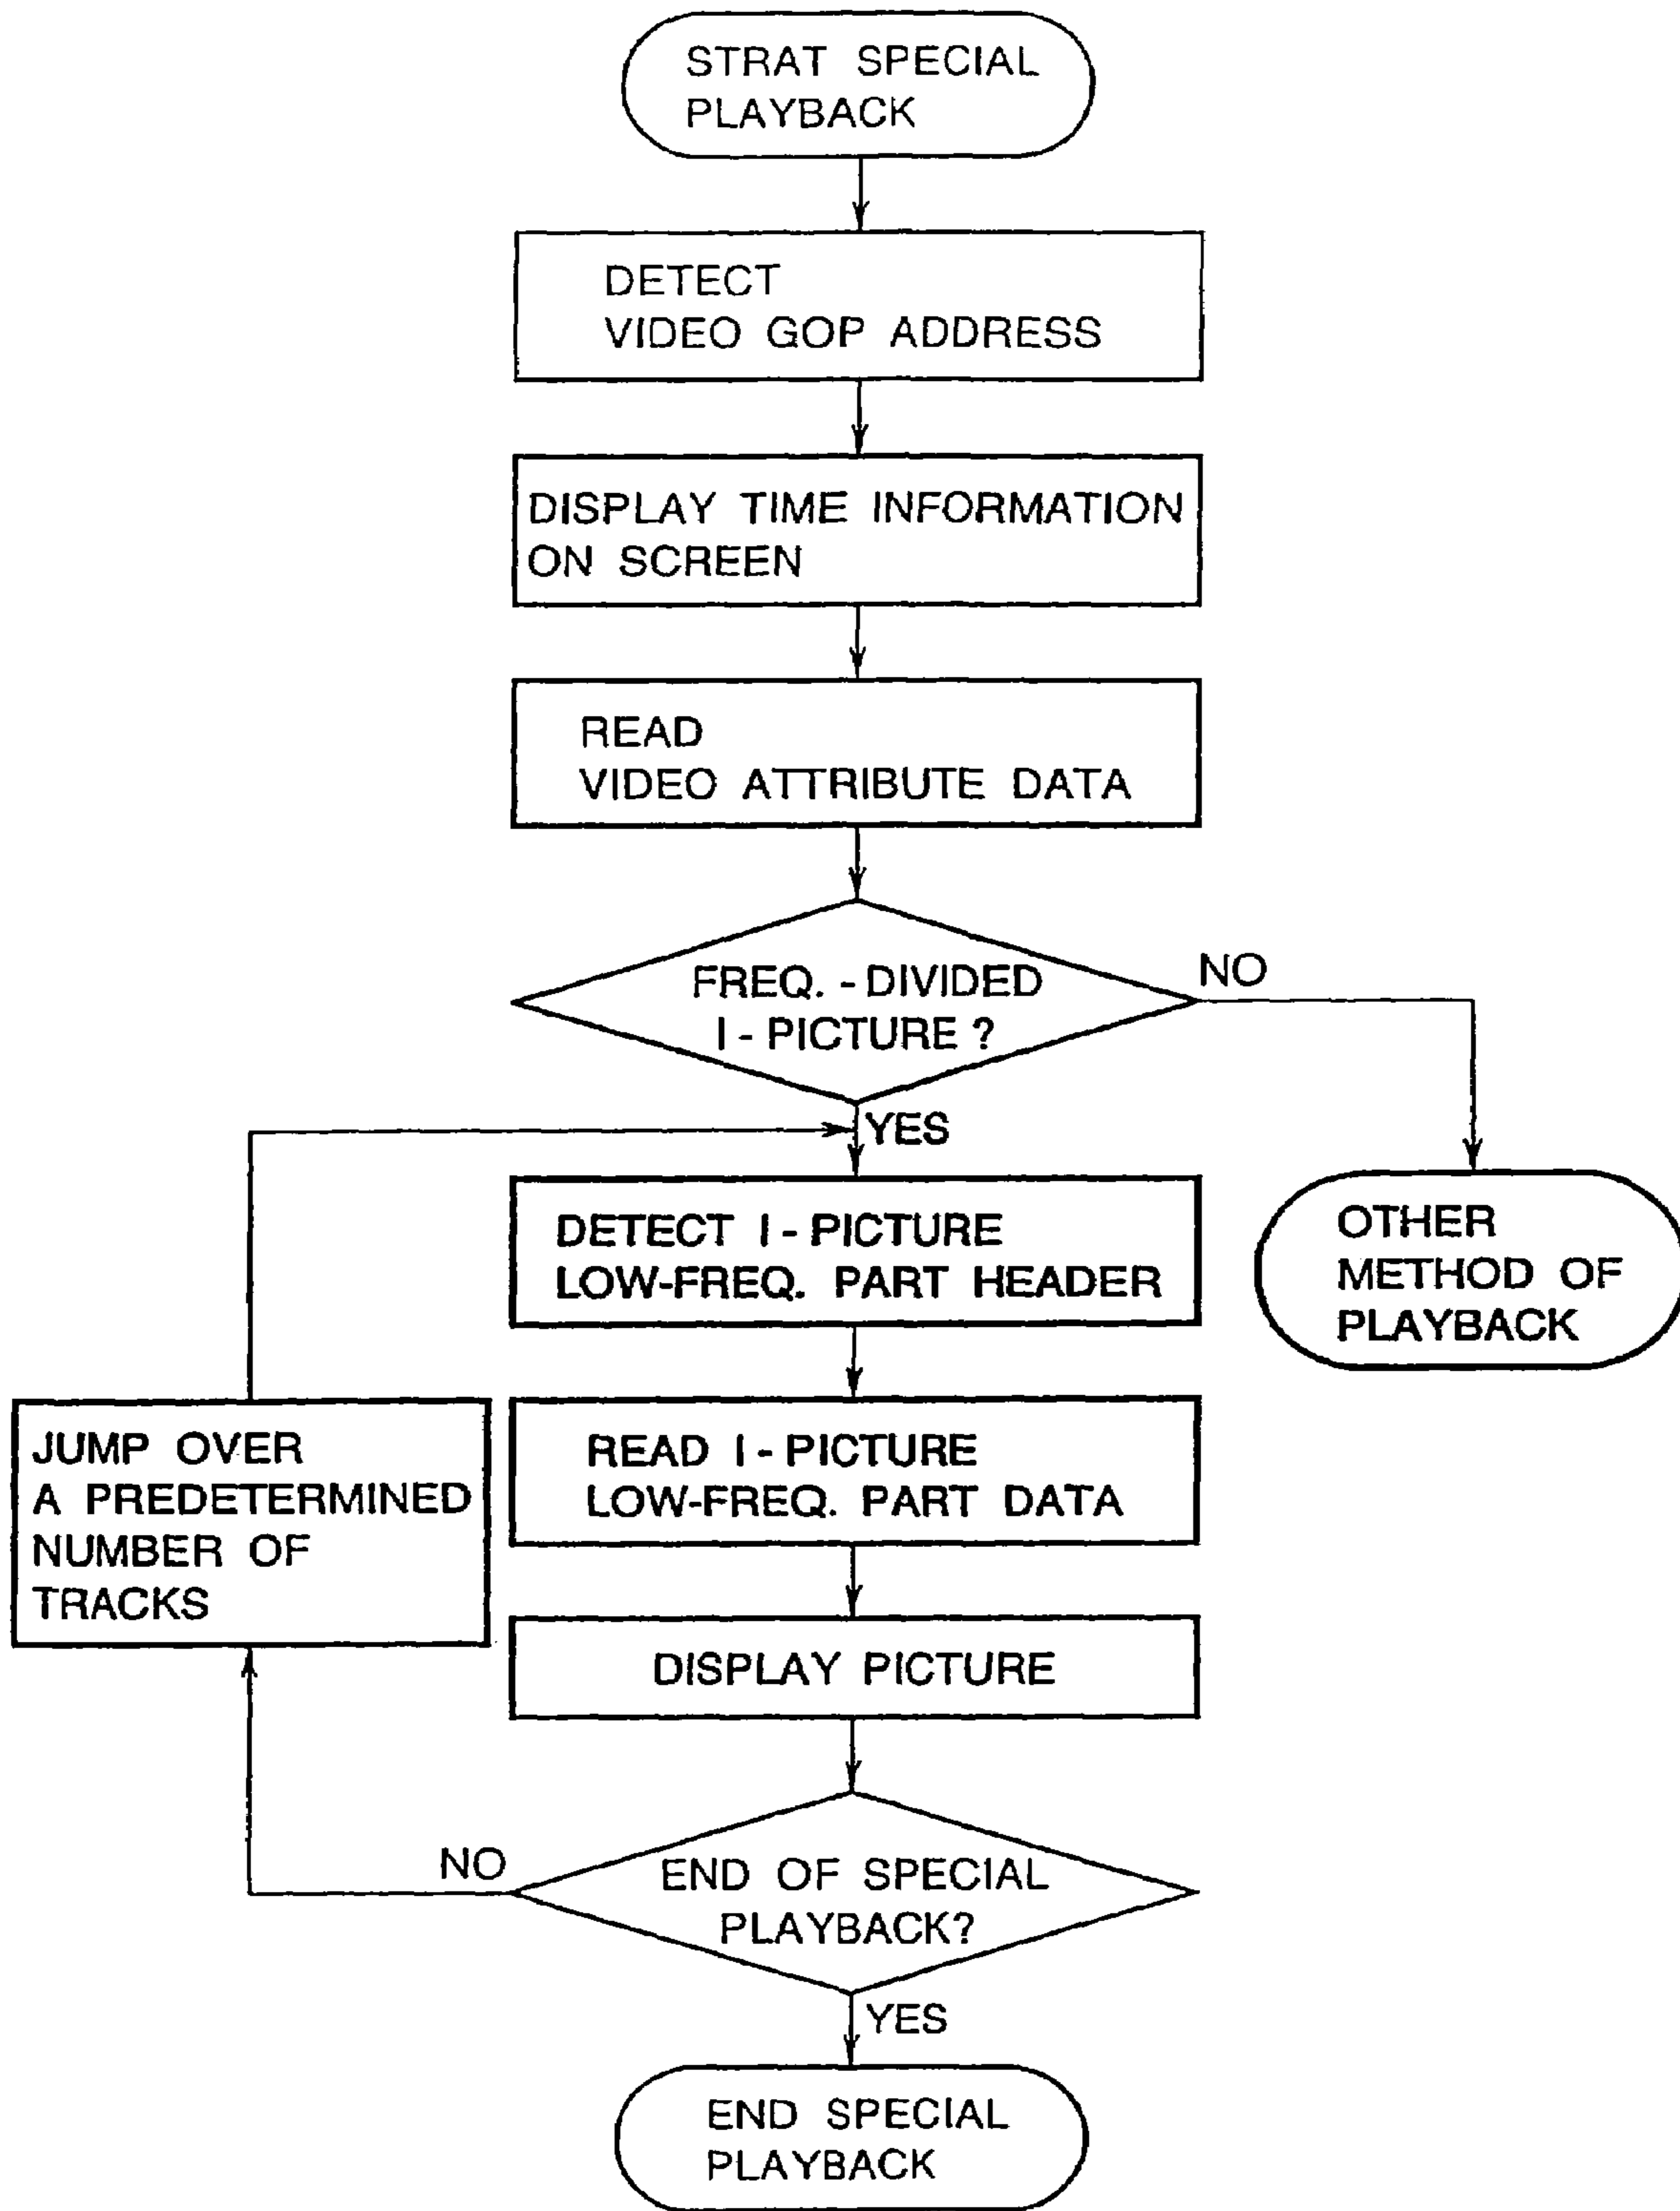 STRAT SPECIAL
PLAYBACK
DETECT
VIDEO GOP ADDRESS
DISPLAY TIME INFORMATION
ON SCREEN
READ
VIDEO ATTRIBUTE DATA
FREQ. - DIVIDED
I - PICTURE ?
NO
YES
DETECT I - PICTURE
LOW-FREQ. PART HEADER
OTHER
METHOD OF
PLAYBACK
JUMP OVER
A PREDETERMINED
NUMBER OF
TRACKS
READ I - PICTURE
LOW-FREQ. PART DATA
DISPLAY PICTURE
END OF SPECIAL
PLAYBACK?
NO
YES
END SPECIAL
PLAYBACK